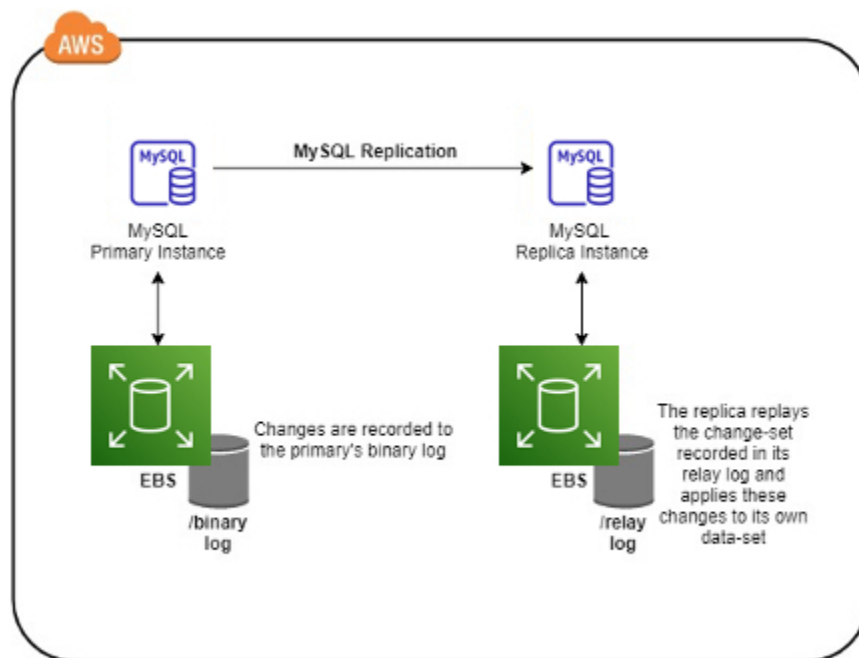 AWS
MySQL
MySQL Replication
MySQL
MySQL
Primary Instance
MySQL
Replica Instance
Changes are recorded to
the primary's binary log
EBS
/binary
log
The replica replays
the change-set
recorded in its
relay log and
applies these
changes to its own
data-set
EBS
/relay
log